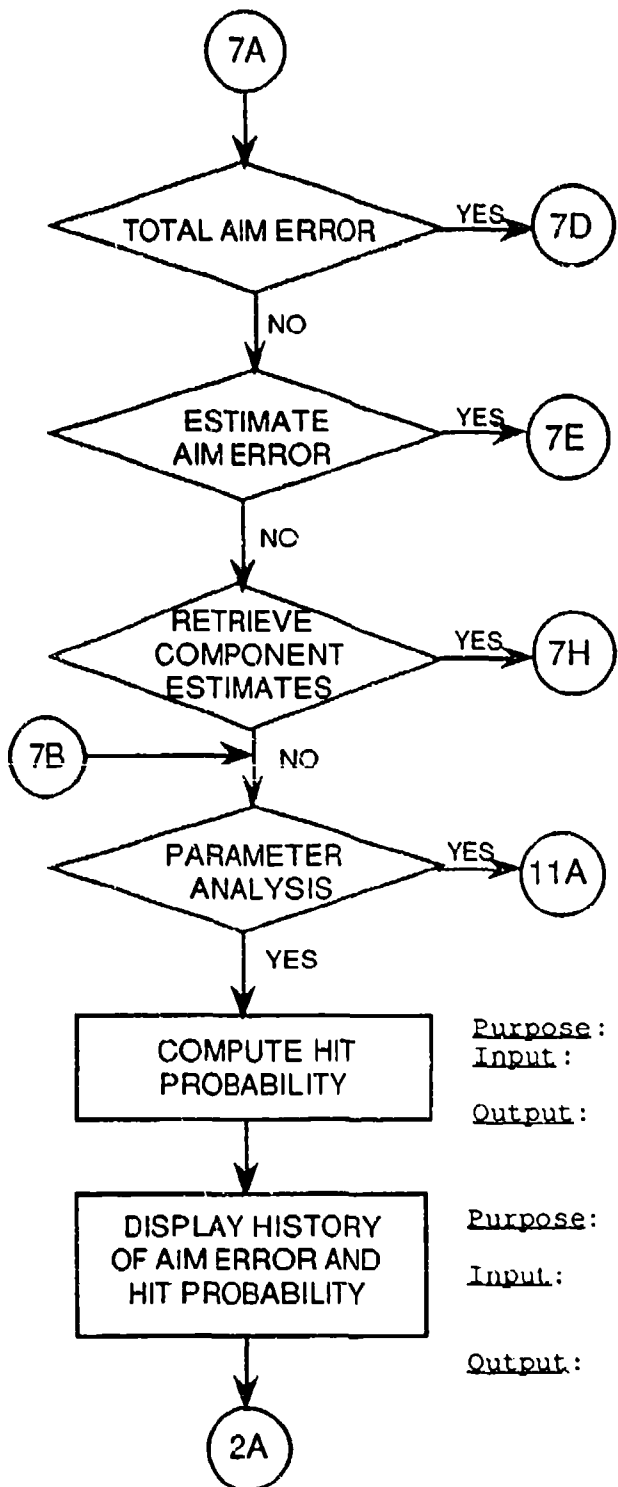 7A
TOTAL AIM ERROR
YES
7D
NO
ESTIMATE
AIM ERROR
YES
7E
NO
RETRIEVE
COMPONENT
ESTIMATES
YES
7H
7B
NO
PARAMETER
ANALYSIS
YES
11A
YES
COMPUTE HIT
PROBABILITY
Purpose:
Input:
Output:
DISPLAY HISTORY
OF AIM ERROR AND
HIT PROBABILITY
Purpose:
Input:
Output:
2A